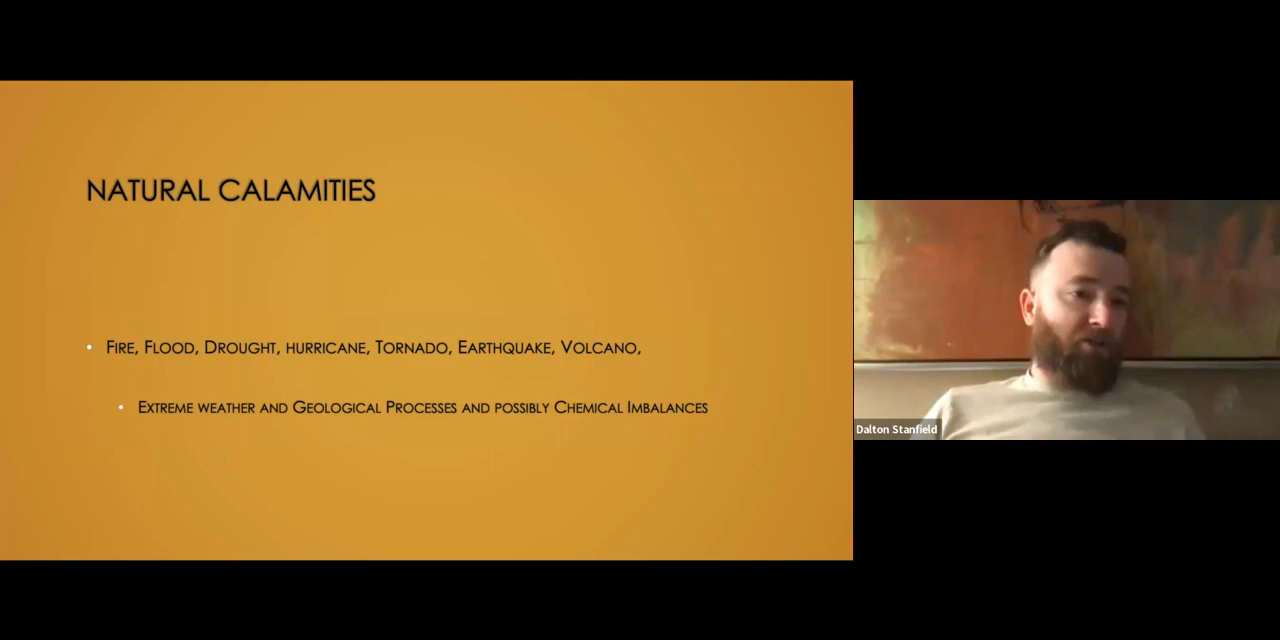 NATURAL CALAMITIES
• FIRE, FLOOD, DROUGHT, HURRICANE, TORNADO, EARTHQUAKE, VOLCANO,
• EXTREME WEATHER AND GEOLOGICAL PROCESSES AND POSSIBLY CHEMICAL IMBALANCES
Dalton Stanfield